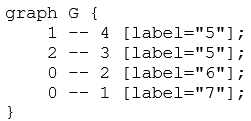 graph G {
    1 -- 4 [label="5"];
    2 -- 3 [label="5"];
    0 -- 2 [label="6"];
    0 -- 1 [label="7"];
}